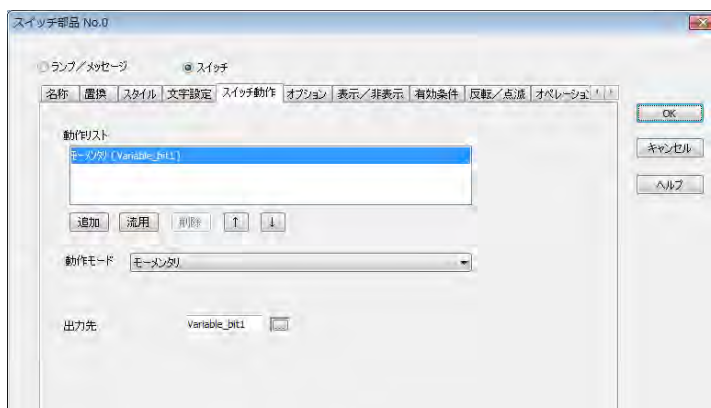 スイッチ部品 No.0
ランプ／メッセージ スイッチ
名称 置換 スタイル 文字設定 スイッチ動作 オプション 表示／非表示 有効条件 反転／点滅 オペレーショ
OK
動作リスト
キャンセル
モーメンタリ [Variable_bit1]
ヘルプ
追加 流用 削除 ↑ ↓
動作モード モーメンタリ
出力先 Variable_bit1